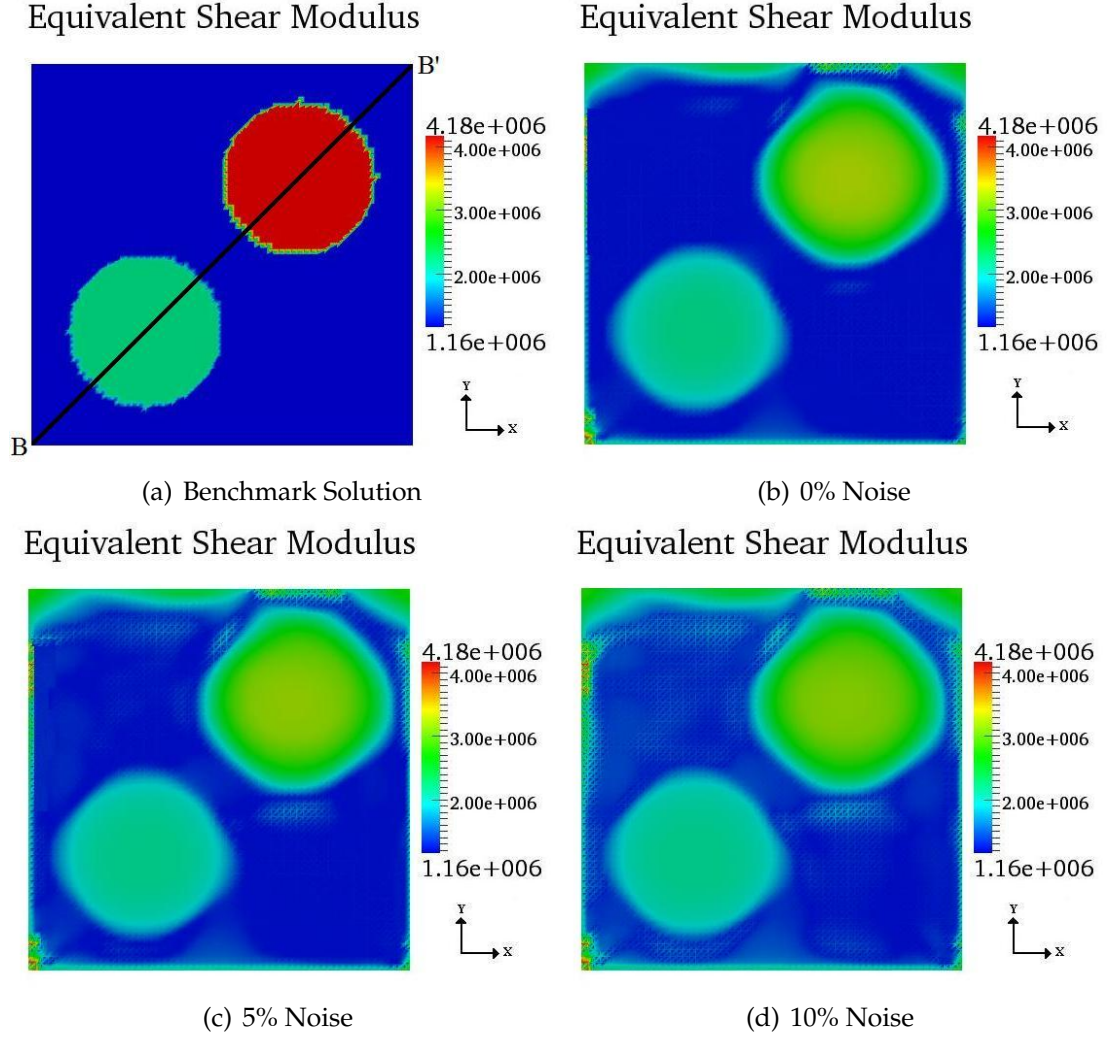 Equivalent Shear Modulus
Equivalent Shear Modulus
B'
B
4.18e+006
4.00e+006
3.00e+006
2.00e+006
1.16e+006
Y
X
4.18e+006
4.00e+006
3.00e+006
2.00e+006
1.16e+006
Y
X
(a) Benchmark Solution
(b) 0% Noise
Equivalent Shear Modulus
Equivalent Shear Modulus
4.18e+006
4.00e+006
3.00e+006
2.00e+006
1.16e+006
Y
X
4.18e+006
4.00e+006
3.00e+006
2.00e+006
1.16e+006
Y
X
(c) 5% Noise
(d) 10% Noise